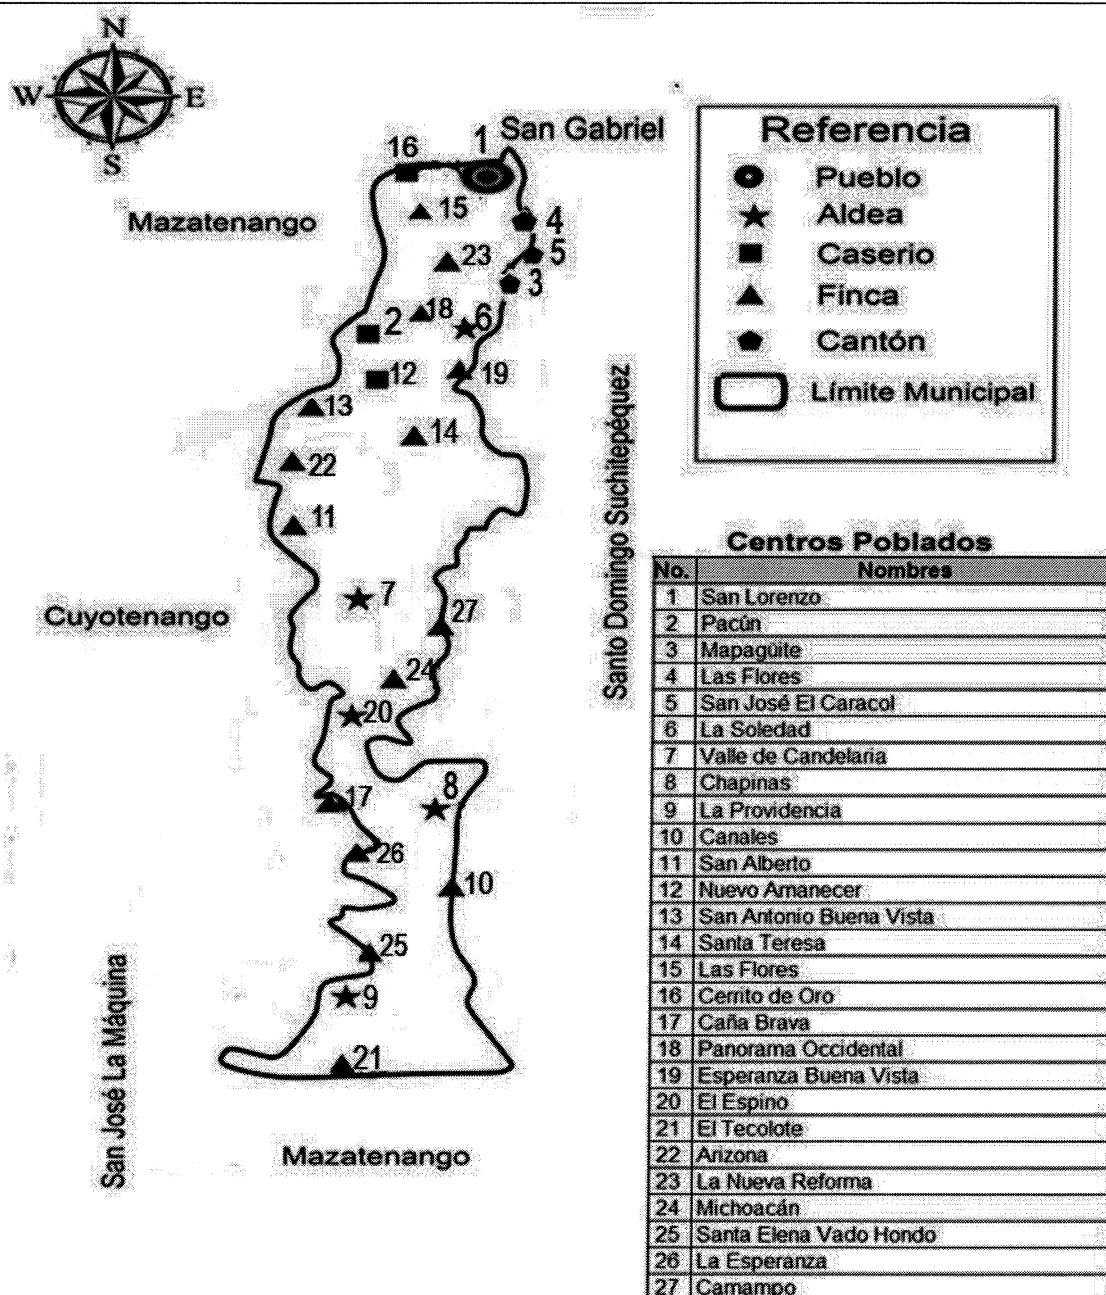 N
W E
S
San Gabriel
1
16
Mazatenango
15
4
23
5
3
18
2
6
12
19
13
14
22
11
7
Cuyotenango
27
24
20
17
8
26
10
25
9
21
Mazatenango
Santo Domingo Suchilepéquez
San José La Máquina
Referencia
Pueblo
Aldea
Caserio
Finca
Cantón
Límite Municipal
Centros Poblados
No. Nombres
1 San Lorenzo
2 Pacún
3 Mapagüite
4 Las Flores
5 San José El Caracol
6 La Soledad
7 Valle de Candelaria
8 Chapinas
9 La Providencia
10 Canales
11 San Alberto
12 Nuevo Amanecer
13 San Antonio Buena Vista
14 Santa Teresa
15 Las Flores
16 Cerrito de Oro
17 Caña Brava
18 Panorama Occidental
19 Esperanza Buena Vista
20 El Espino
21 El Tecolote
22 Arizona
23 La Nueva Reforma
24 Michoacán
25 Santa Elena Vado Hondo
26 La Esperanza
27 Camampo